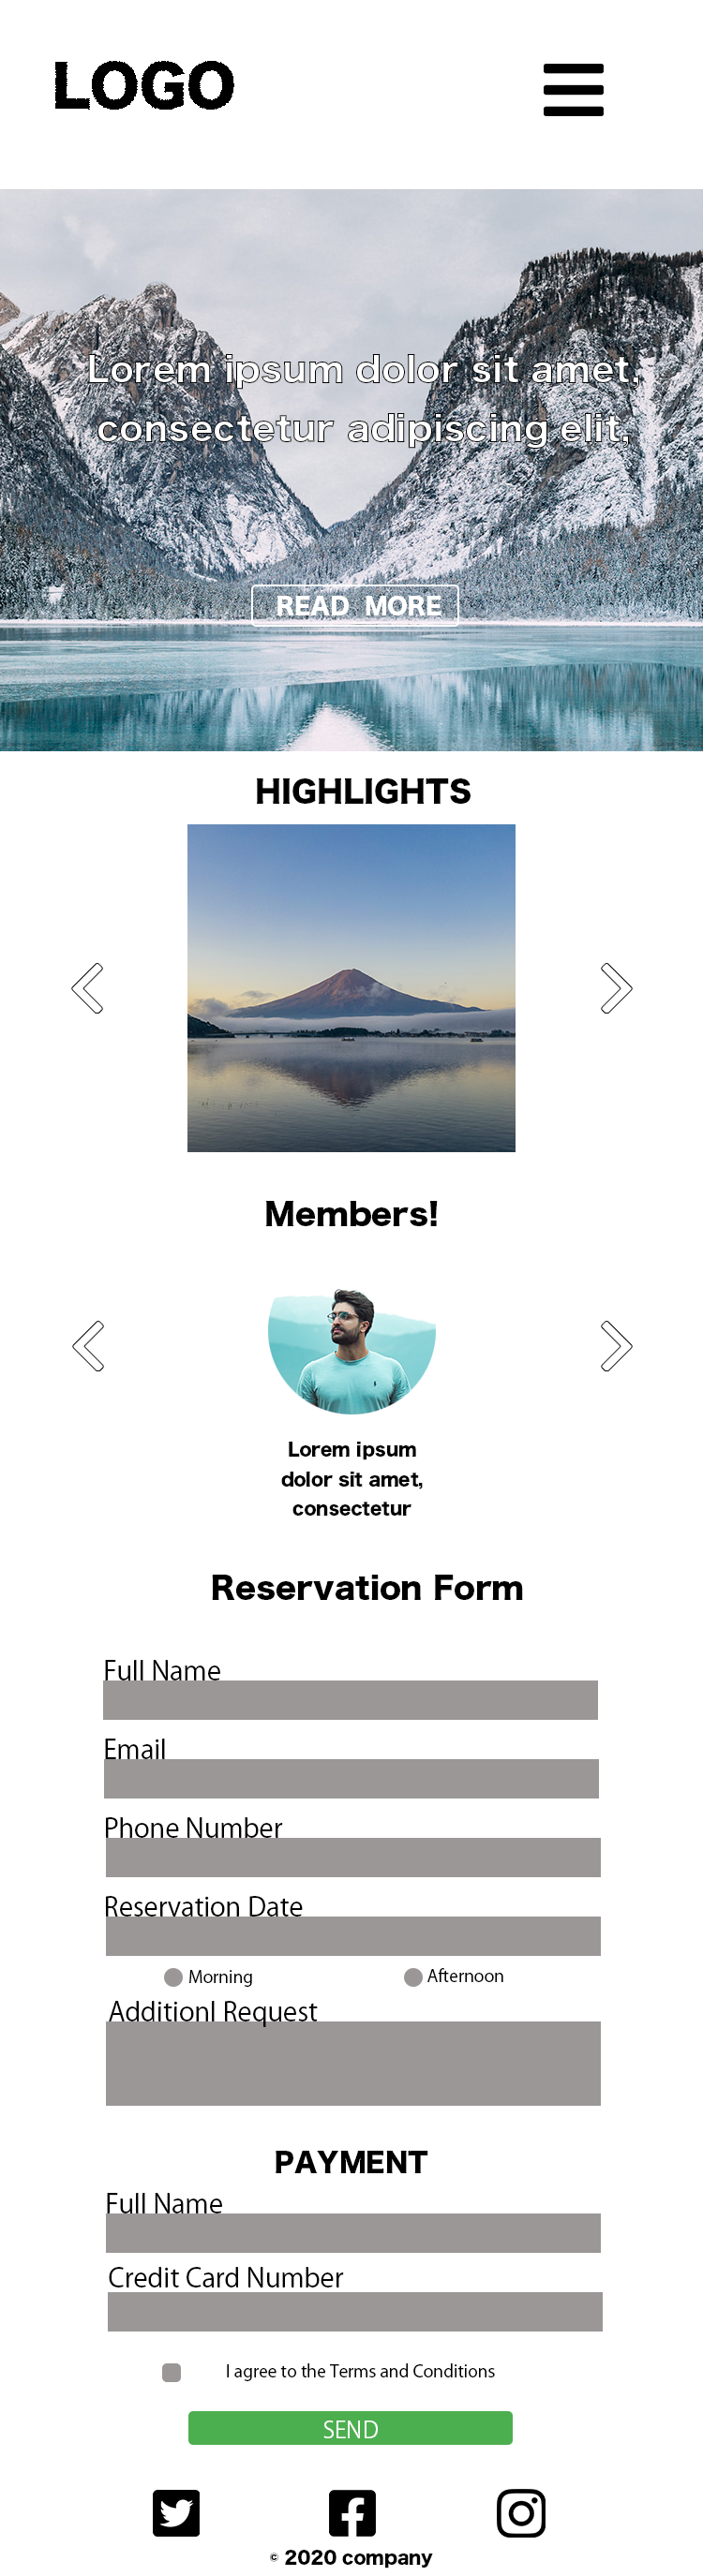 LOGO
Lorem ipsum dolor sit amet,
consectetur adipiscing elit,
READ MORE
HIGHLIGHTS
Members!
Lorem ipsum
dolor sit amet,
consectetur
Reservation Form
Full Name
Email
Phone Number
Reservation Date
Morning Afternoon
Additionl Request
PAYMENT
Full Name
Credit Card Number
I agree to the Terms and Conditions
SEND
© 2020 company